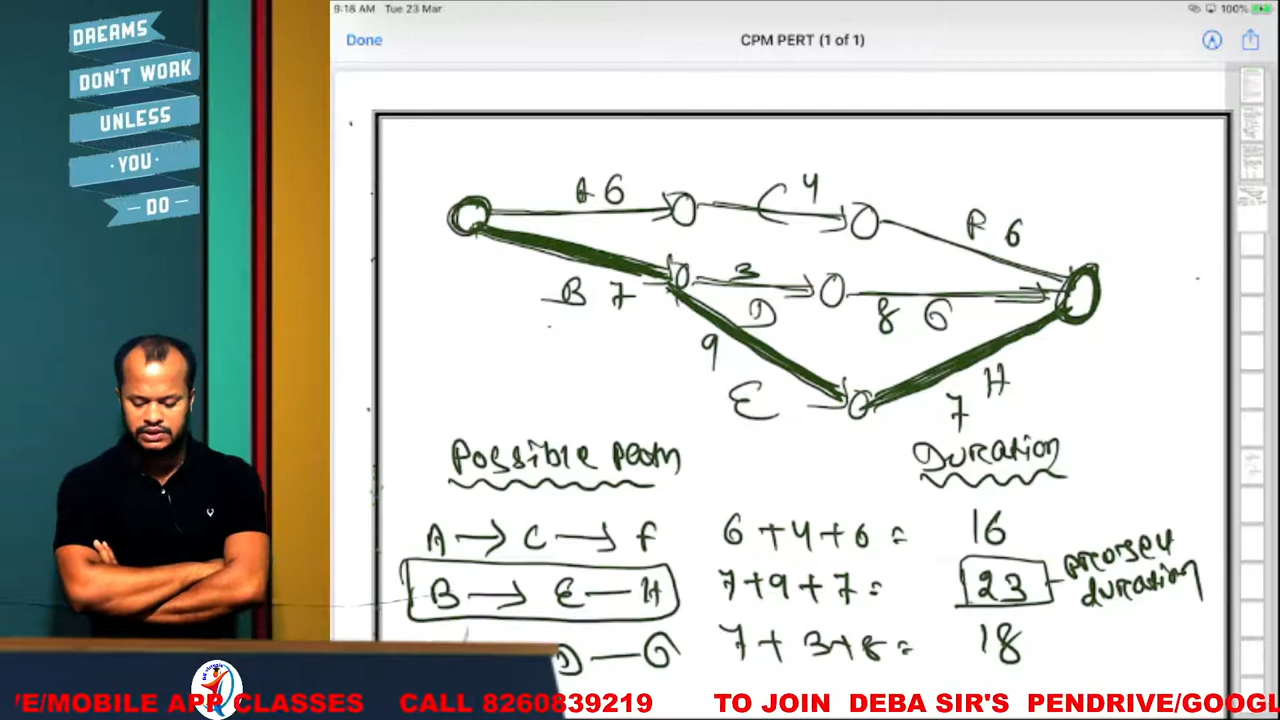 9:18 AM Tue 23 Mar
100%
Done
CPM PERT (1 of 1)
DREAMS
DON'T WORK
UNLESS
·YOU·
DO
A 6
C 4
F 6
B 7
3
D
8 G
9
E
H
7
Possible Path
Duration
A → C → F 6+4+6 = 16
B → E — H 7+9+7 = 23
duration
D — G 7+3+8 = 18
VE/MOBILE APP CLASSES CALL 8260839219 TO JOIN DEBA SIR'S PENDRIVE/GOOGL